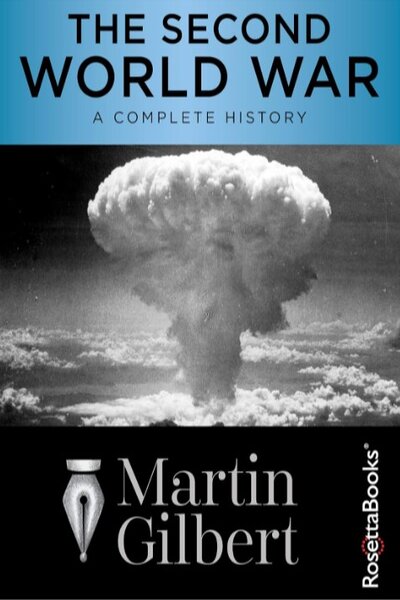 THE SECOND
WORLD WAR
A COMPLETE HISTORY
Martin
Gilbert
RosettaBooks®